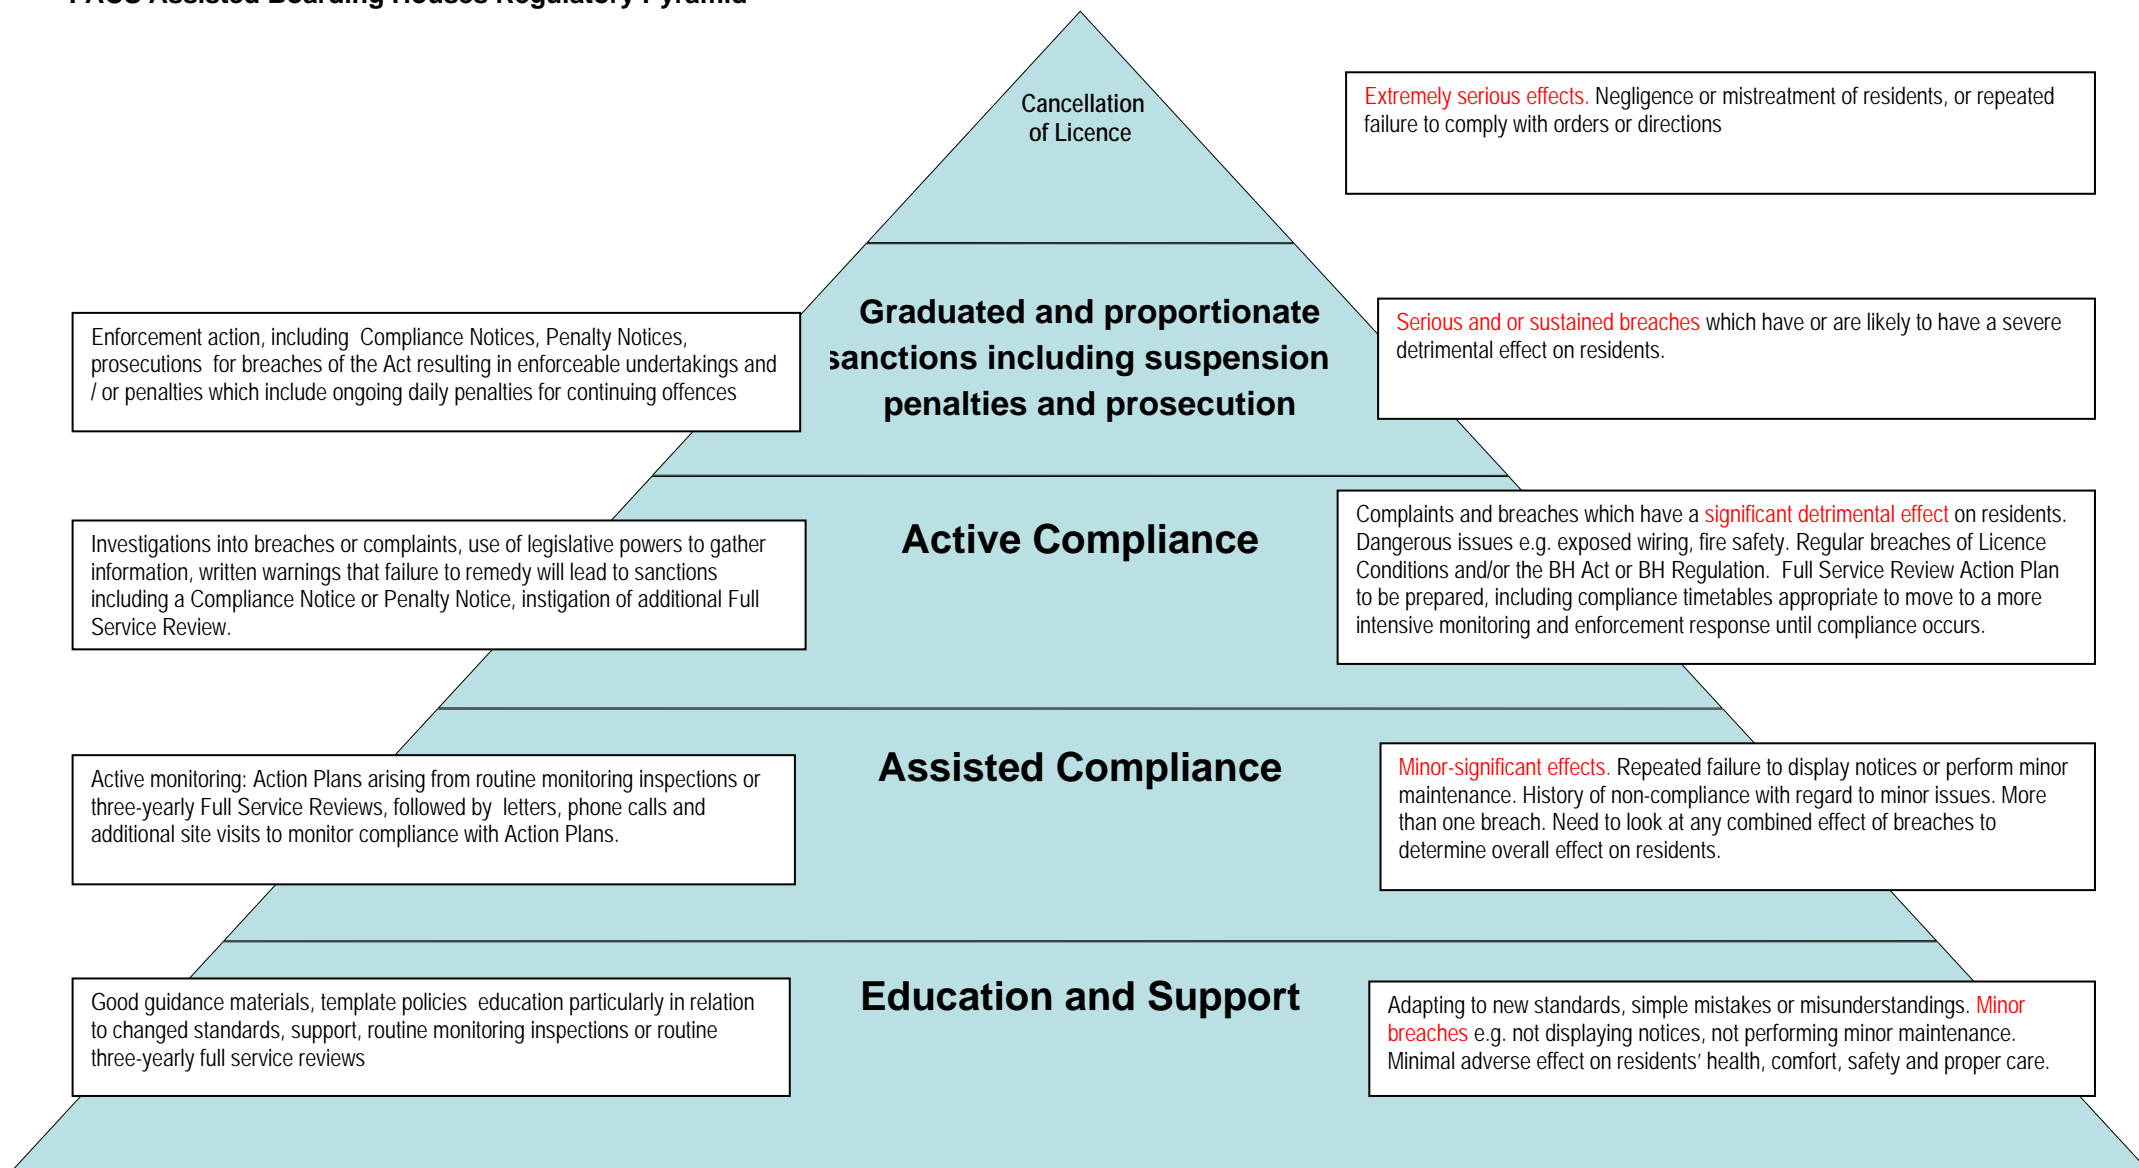 FACS Assisted Boarding Houses Regulatory Pyramid
Cancellation
of Licence
Extremely serious effects. Negligence or mistreatment of residents, or repeated
failure to comply with orders or directions
Graduated and proportionate
sanctions including suspension
penalties and prosecution
Enforcement action, including Compliance Notices, Penalty Notices,
prosecutions for breaches of the Act resulting in enforceable undertakings and
/ or penalties which include ongoing daily penalties for continuing offences
Serious and or sustained breaches which have or are likely to have a severe
detrimental effect on residents.
Active Compliance
Investigations into breaches or complaints, use of legislative powers to gather
information, written warnings that failure to remedy will lead to sanctions
including a Compliance Notice or Penalty Notice, instigation of additional Full
Service Review.
Complaints and breaches which have a significant detrimental effect on residents.
Dangerous issues e.g. exposed wiring, fire safety. Regular breaches of Licence
Conditions and/or the BH Act or BH Regulation. Full Service Review Action Plan
to be prepared, including compliance timetables appropriate to move to a more
intensive monitoring and enforcement response until compliance occurs.
Assisted Compliance
Active monitoring: Action Plans arising from routine monitoring inspections or
three-yearly Full Service Reviews, followed by letters, phone calls and
additional site visits to monitor compliance with Action Plans.
Minor-significant effects. Repeated failure to display notices or perform minor
maintenance. History of non-compliance with regard to minor issues. More
than one breach. Need to look at any combined effect of breaches to
determine overall effect on residents.
Education and Support
Good guidance materials, template policies education particularly in relation
to changed standards, support, routine monitoring inspections or routine
three-yearly full service reviews
Adapting to new standards, simple mistakes or misunderstandings. Minor
breaches e.g. not displaying notices, not performing minor maintenance.
Minimal adverse effect on residents' health, comfort, safety and proper care.